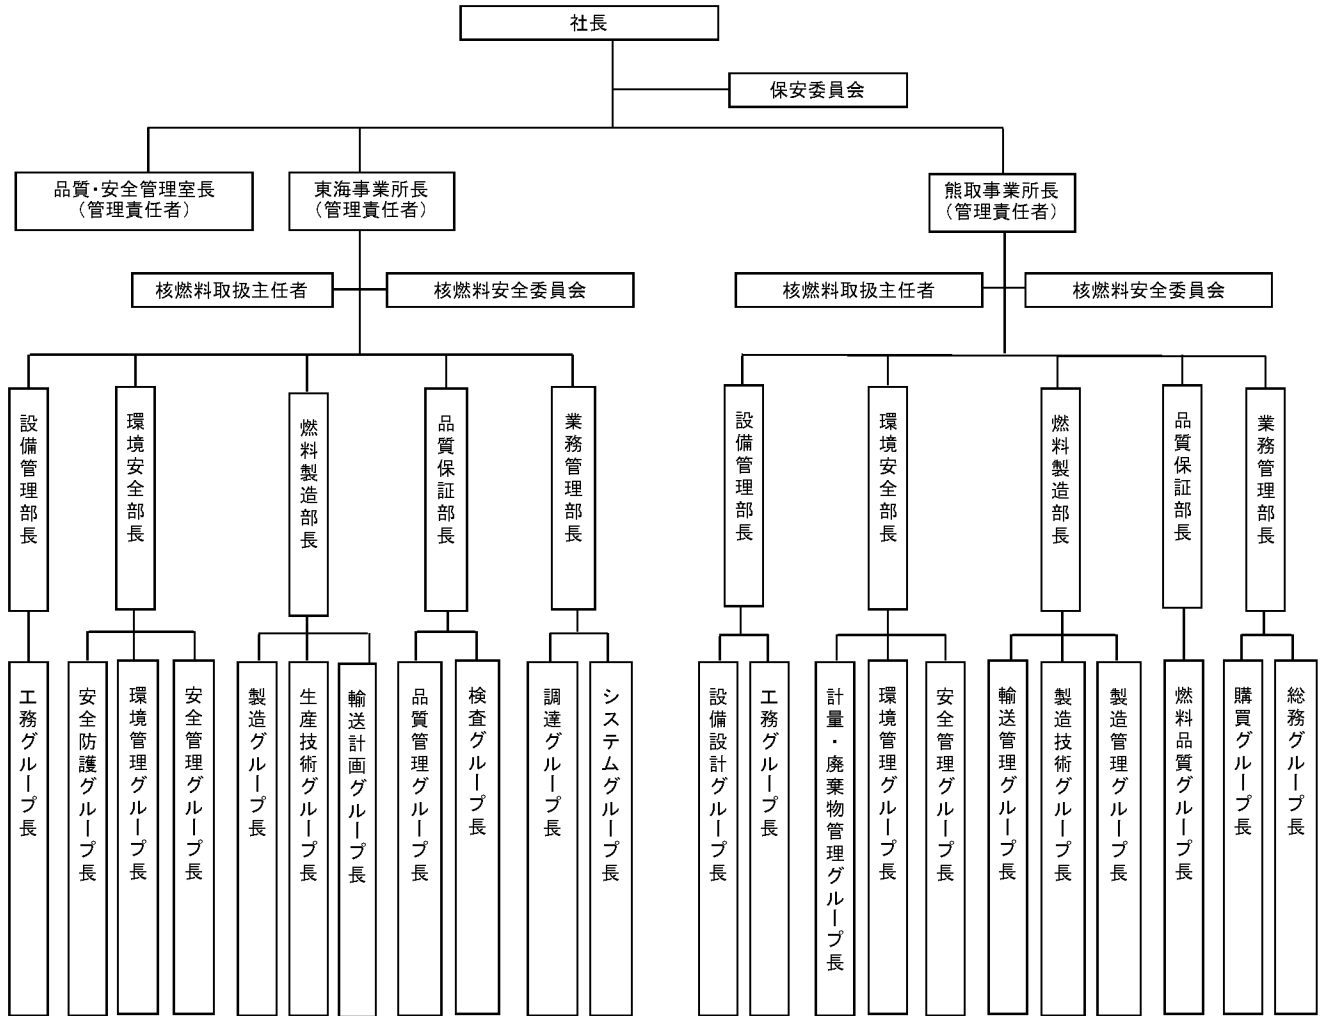 社長
保安委員会
品質・安全管理室長
（管理責任者）
東海事業所長
（管理責任者）
熊取事業所長
（管理責任者）
核燃料取扱主任者
核燃料安全委員会
核燃料取扱主任者
核燃料安全委員会
設備管理部長
環境安全部長
燃料製造部長
品質保証部長
業務管理部長
設備管理部長
環境安全部長
燃料製造部長
品質保証部長
業務管理部長
工務グループ長
安全防護グループ長
環境管理グループ長
安全管理グループ長
製造グループ長
生産技術グループ長
輸送計画グループ長
品質管理グループ長
検査グループ長
調達グループ長
システムグループ長
設備設計グループ長
工務グループ長
計量・廃棄物管理グループ長
環境管理グループ長
安全管理グループ長
輸送管理グループ長
製造技術グループ長
製造管理グループ長
燃料品質グループ長
購買グループ長
総務グループ長